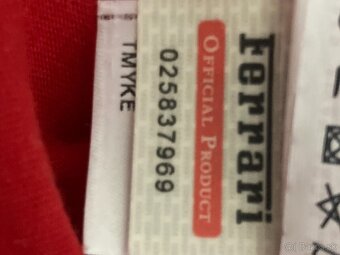 Ferrari
OFFICIAL PRODUCT
025837969
TMYKE